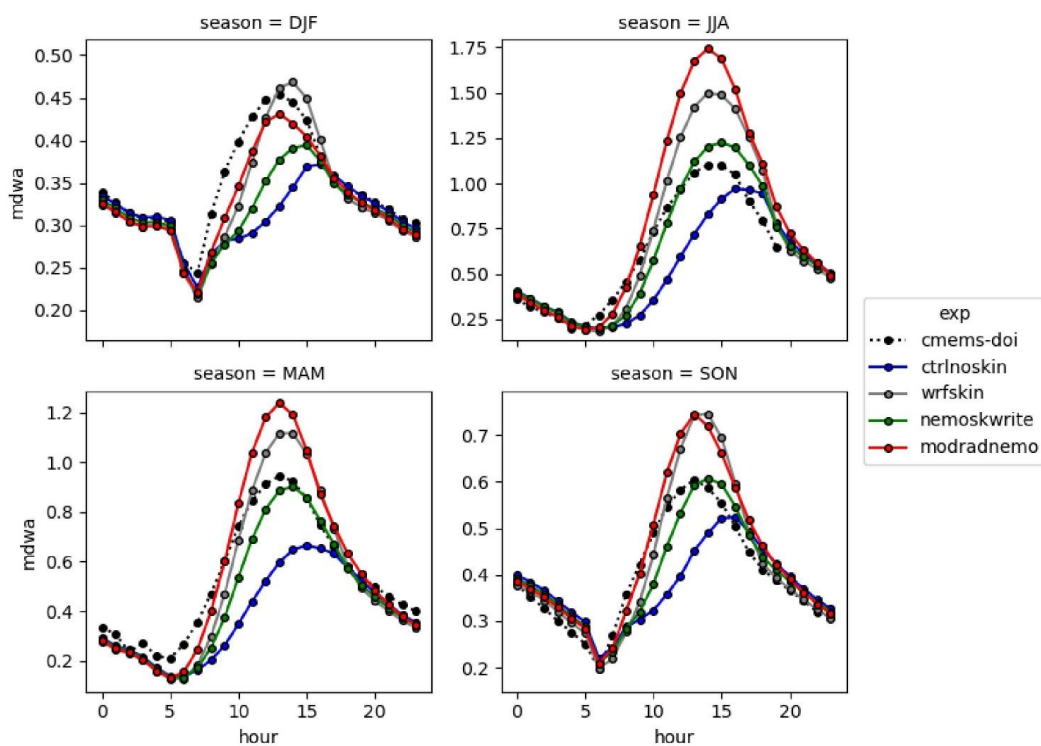 season = DJF
season = JJA
0.50
0.45
0.40
0.35
0.30
0.25
0.20
mdwa
1.75
1.50
1.25
1.00
0.75
0.50
0.25
exp
cmems-doi
ctrlnoskin
wrfskin
nemoskwrite
modradnemo
season = MAM
season = SON
1.2
1.0
0.8
0.6
0.4
0.2
mdwa
0 5 10 15 20
hour
0.7
0.6
0.5
0.4
0.3
0.2
0 5 10 15 20
hour